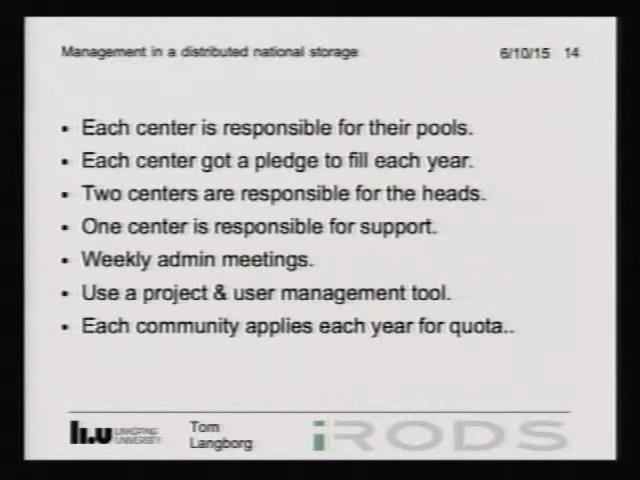 Management in a distributed national storage
6/10/15 14
• Each center is responsible for their pools.
• Each center got a pledge to fill each year.
• Two centers are responsible for the heads.
• One center is responsible for support.
• Weekly admin meetings.
• Use a project & user management tool.
• Each community applies each year for quota..
LINKÖPING
UNIVERSITY
Tom
Langborg
iRODS